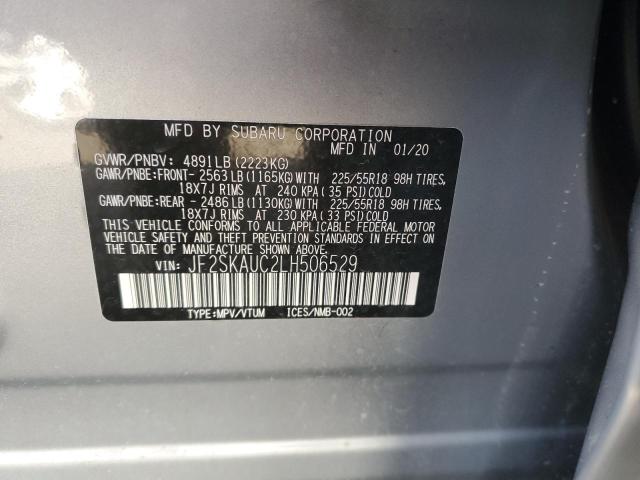 MFD BY SUBARU CORPORATION
MFD IN 01/20
GVWR/PNBV: 4891LB (2223KG)
GAWR/PNBE:FRONT- 2563LB (1165KG)WITH 225/55R18 98H TIRES,
18X7J RIMS AT 240 KPA (35 PSI)COLD
GAWR/PNBE:REAR - 2486LB (1130KG)WITH 225/55R18 98H TIRES,
18X7J RIMS AT 230 KPA (33 PSI)COLD
THIS VEHICLE CONFORMS TO ALL APPLICABLE FEDERAL MOTOR
VEHICLE SAFETY AND THEFT PREVENTION STANDARDS IN EFFECT ON
THE DATE OF MANUFACTURE SHOWN ABOVE.
VIN: JF2SKAUC2LH506529
TYPE:MPV/VTUM ICES/NMB-002